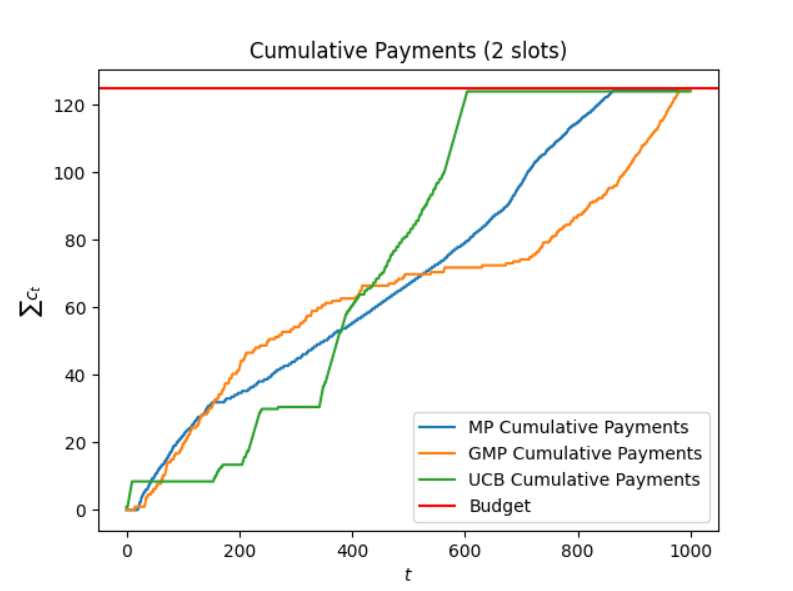 Cumulative Payments (2 slots)
120
100
80
60
40
20
0
∑cₜ
MP Cumulative Payments
GMP Cumulative Payments
UCB Cumulative Payments
Budget
0 200 400 600 800 1000
t